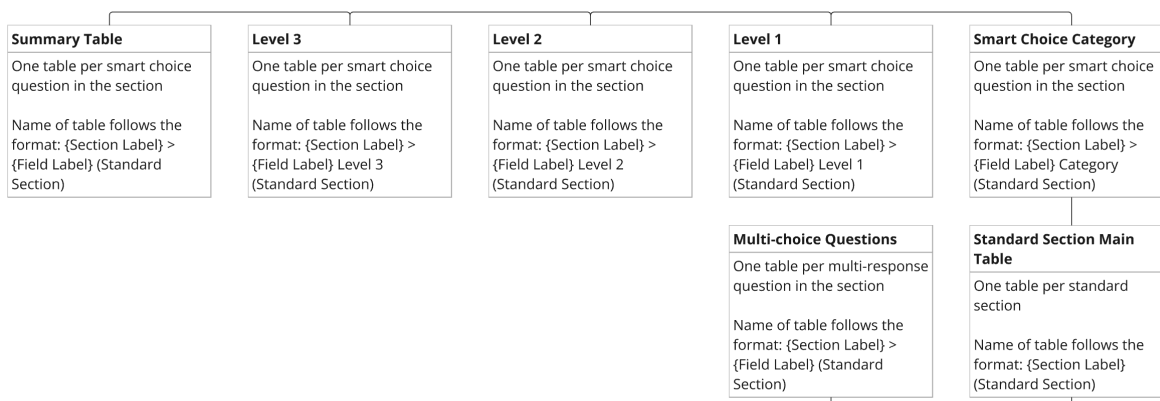 Summary Table
One table per smart choice
question in the section
Name of table follows the
format: {Section Label} >
{Field Label} (Standard
Section)
Level 3
One table per smart choice
question in the section
Name of table follows the
format: {Section Label} >
{Field Label} Level 3
(Standard Section)
Level 2
One table per smart choice
question in the section
Name of table follows the
format: {Section Label} >
{Field Label} Level 2
(Standard Section)
Level 1
One table per smart choice
question in the section
Name of table follows the
format: {Section Label} >
{Field Label} Level 1
(Standard Section)
Smart Choice Category
One table per smart choice
question in the section
Name of table follows the
format: {Section Label} >
{Field Label} Category
(Standard Section)
Multi-choice Questions
One table per multi-response
question in the section
Name of table follows the
format: {Section Label} >
{Field Label} (Standard
Section)
Standard Section Main
Table
One table per standard
section
Name of table follows the
format: {Section Label}
(Standard Section)